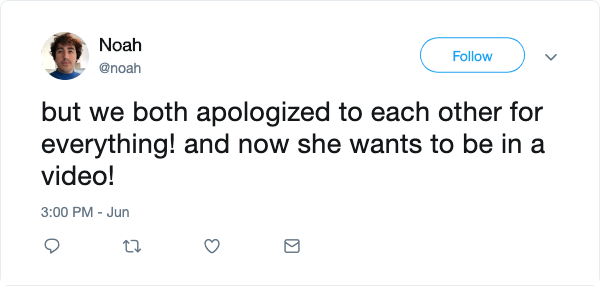 Noah
@noah
Follow
but we both apologized to each other for
everything! and now she wants to be in a
video!
3:00 PM - Jun